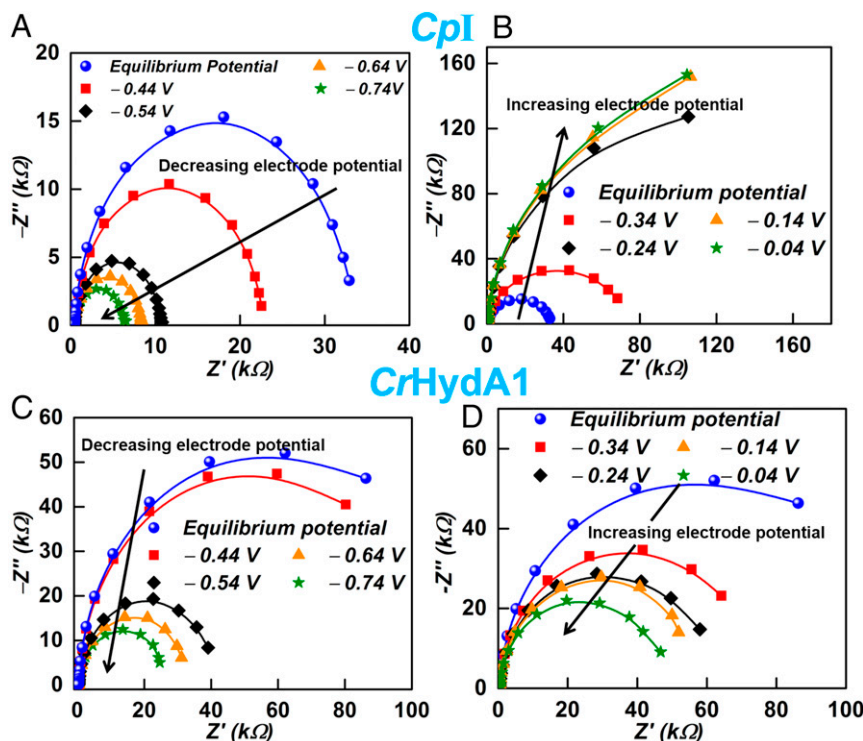 CpI
A
Equilibrium Potential
– 0.44 V
– 0.54 V
– 0.64 V
– 0.74V
Decreasing electrode potential
–Z'' (kΩ)
15
10
5
0
0 10 20 30 40
Z' (kΩ)
B
Increasing electrode potential
Equilibrium potential
– 0.34 V
– 0.24 V
– 0.14 V
– 0.04 V
–Z'' (kΩ)
160
120
80
40
0
0 40 80 120 160
Z' (kΩ)
CrHydA1
C
Decreasing electrode potential
Equilibrium potential
– 0.44 V
– 0.54 V
– 0.64 V
– 0.74 V
–Z'' (kΩ)
60
50
40
30
20
10
0
0 20 40 60 80 100
Z' (kΩ)
D
Equilibrium potential
– 0.34 V
– 0.24 V
– 0.14 V
– 0.04 V
Increasing electrode potential
-Z'' (kΩ)
60
40
20
0
0 20 40 60 80 100
Z' (kΩ)